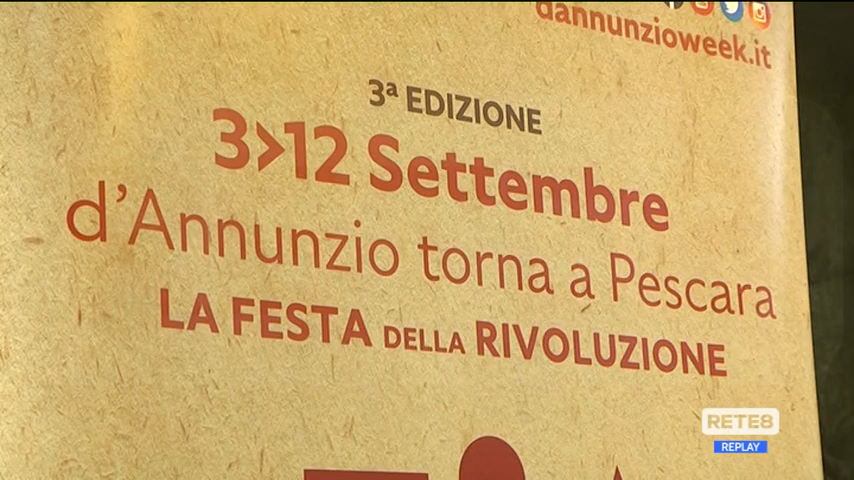 dannunzioweek.it
3ª EDIZIONE
3>12 Settembre
d'Annunzio torna a Pescara
LA FESTA DELLA RIVOLUZIONE
RETE8
REPLAY